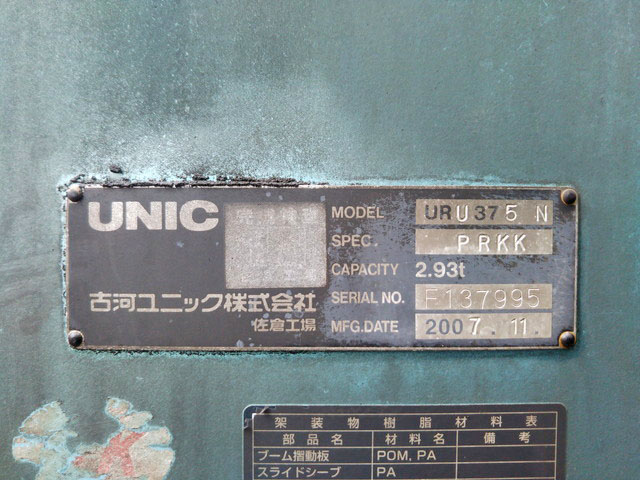 UNIC
MODEL URU375N
SPEC. PRKK
CAPACITY 2.93t
古河ユニック株式会社
SERIAL NO. F137995
佐倉工場
MFG.DATE 2007.11.
架装物樹脂材料表
部品名 材料名 備考
ブーム摺動板 POM, PA
スライドシーブ PA